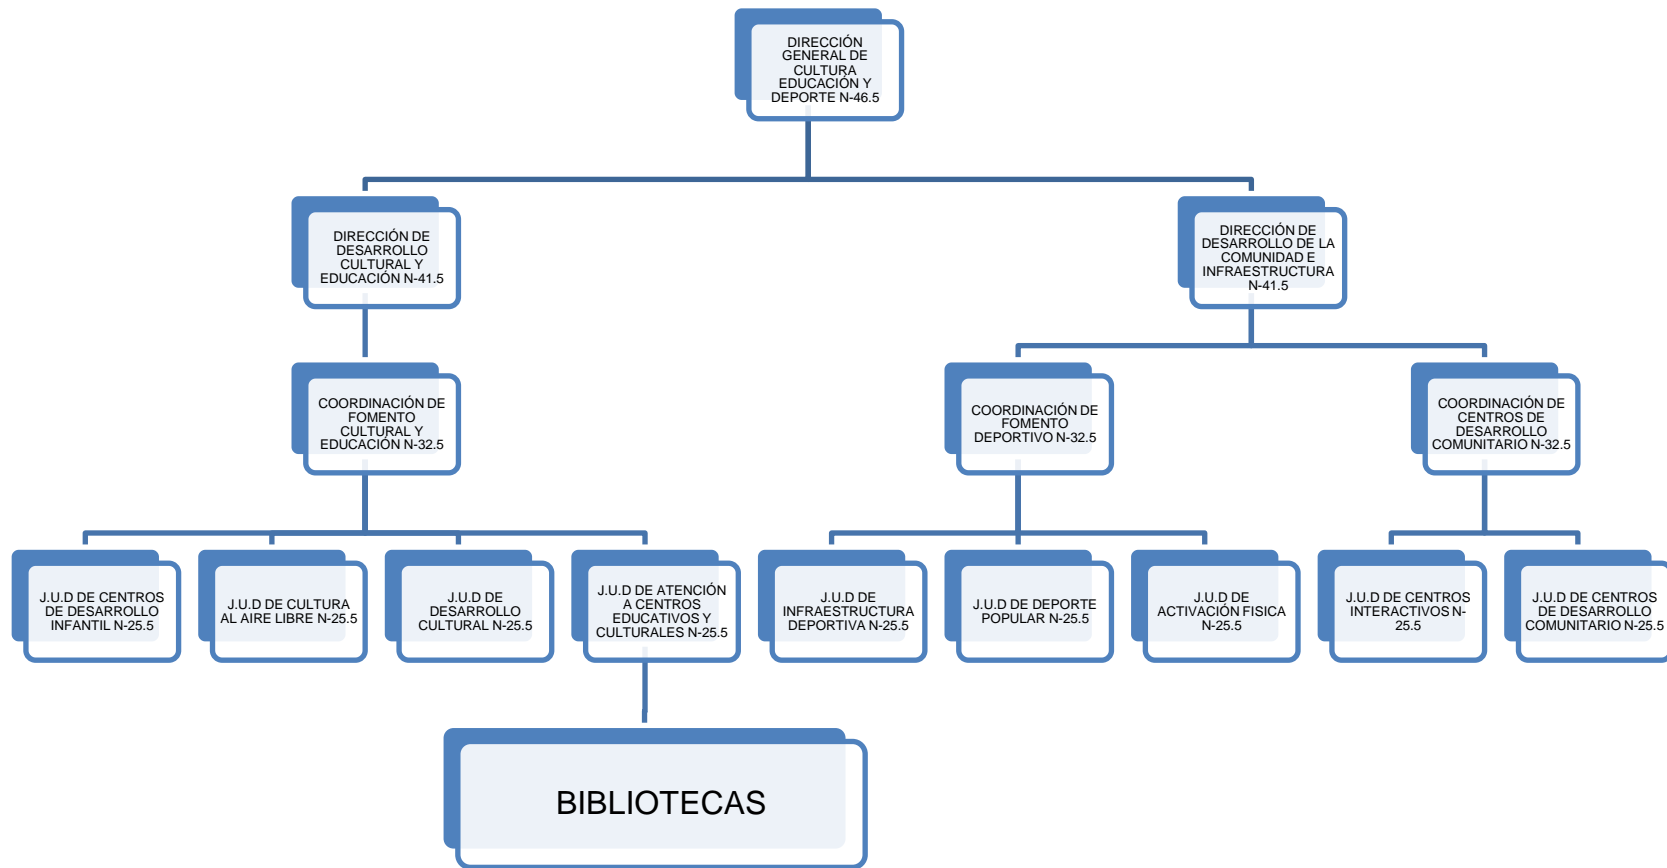 DIRECCIÓN
GENERAL DE
CULTURA
EDUCACIÓN Y
DEPORTE N-46.5
DIRECCIÓN DE
DESARROLLO
CULTURAL Y
EDUCACIÓN N-41.5
DIRECCIÓN DE
DESARROLLO DE LA
COMUNIDAD E
INFRAESTRUCTURA
N-41.5
COORDINACIÓN DE
FOMENTO
CULTURAL Y
EDUCACIÓN N-32.5
COORDINACIÓN DE
FOMENTO
DEPORTIVO N-32.5
COORDINACIÓN DE
CENTROS DE
DESARROLLO
COMUNITARIO N-32.5
J.U.D DE CENTROS
DE DESARROLLO
INFANTIL N-25.5
J.U.D DE CULTURA
AL AIRE LIBRE N-25.5
J.U.D DE
DESARROLLO
CULTURAL N-25.5
J.U.D DE ATENCIÓN
A CENTROS
EDUCATIVOS Y
CULTURALES N-25.5
J.U.D DE
INFRAESTRUCTURA
DEPORTIVA N-25.5
J.U.D DE DEPORTE
POPULAR N-25.5
J.U.D DE
ACTIVACIÓN FISICA
N-25.5
J.U.D DE CENTROS
INTERACTIVOS N-
25.5
J.U.D DE CENTROS
DE DESARROLLO
COMUNITARIO N-25.5
BIBLIOTECAS